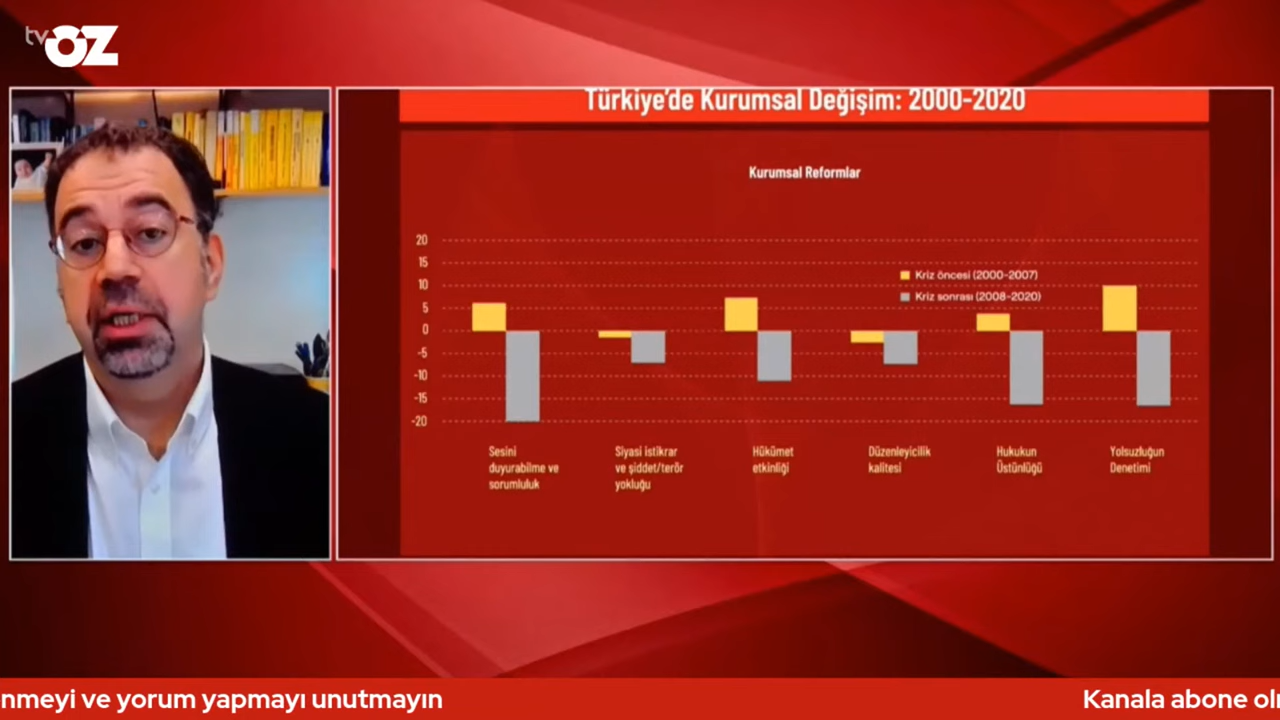 tv ÖZ
Türkiye'de Kurumsal Değişim: 2000-2020
Kurumsal Reformlar
20
15
10
5
0
-5
-10
-15
-20
Kriz öncesi (2000-2007)
Kriz sonrası (2008-2020)
Sesini
duyurabilme ve
sorumluluk
Siyasi istikrar
ve şiddet/terör
yokluğu
Hükümet
etkinliği
Düzenleyicilik
kalitesi
Hukukun
Üstünlüğü
Yolsuzluğun
Denetimi
nmeyi ve yorum yapmayı unutmayın
Kanala abone ol